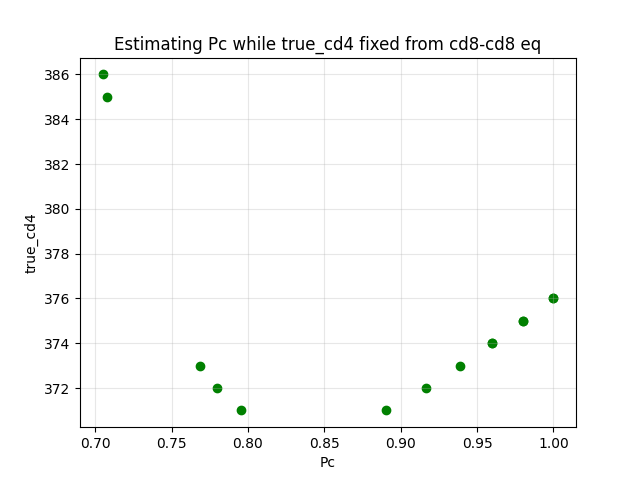 Estimating Pc while true_cd4 fixed from cd8-cd8 eq
386
384
382
380
378
376
374
372
true_cd4
0.70 0.75 0.80 0.85 0.90 0.95 1.00
Pc